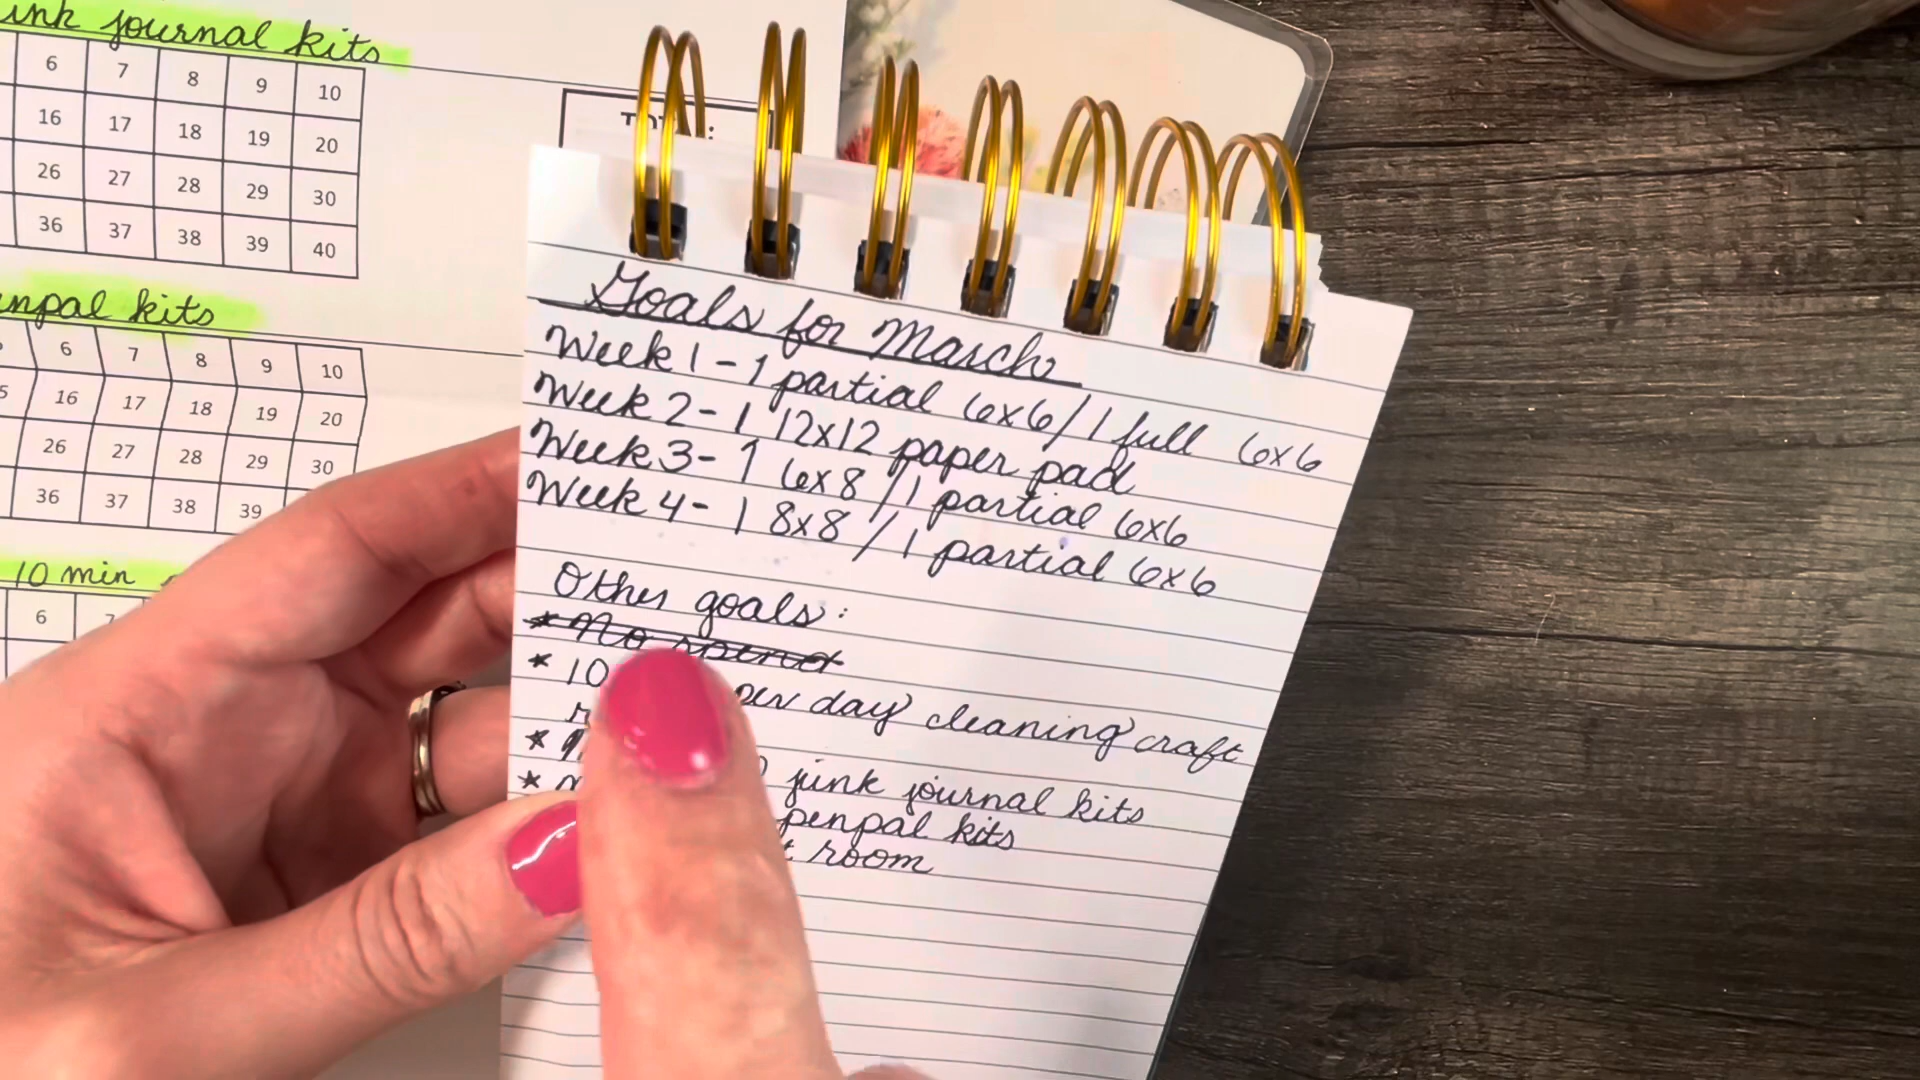 ink journal kits
6 7 8 9 10
16 17 18 19 20
26 27 28 29 30
36 37 38 39 40
npal kits
6 7 8 9 10
5 16 17 18 19 20
26 27 28 29 30
36 37 38 39
10 min
6 7
Goals for March
Week 1 - 1 partial 6x6/1 full 6x6
Week 2 - 1 12x12 paper pad
Week 3 - 1 6x8 / 1 partial 6x6
Week 4 - 1 8x8 / 1 partial 6x6
Other goals:
* No spend
* 10 per day cleaning craft
* junk journal kits
* penpal kits
room